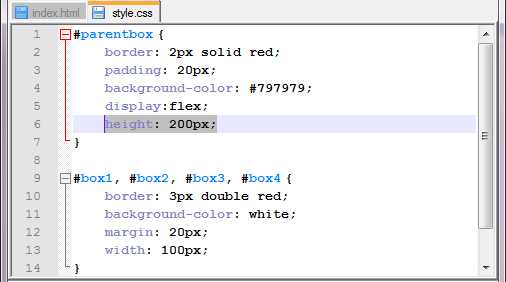 index.html style.css
1 #parentbox {
2 border: 2px solid red;
3 padding: 20px;
4 background-color: #797979;
5 display:flex;
6 height: 200px;
7 }
8
9 #box1, #box2, #box3, #box4 {
10 border: 3px double red;
11 background-color: white;
12 margin: 20px;
13 width: 100px;
14 }